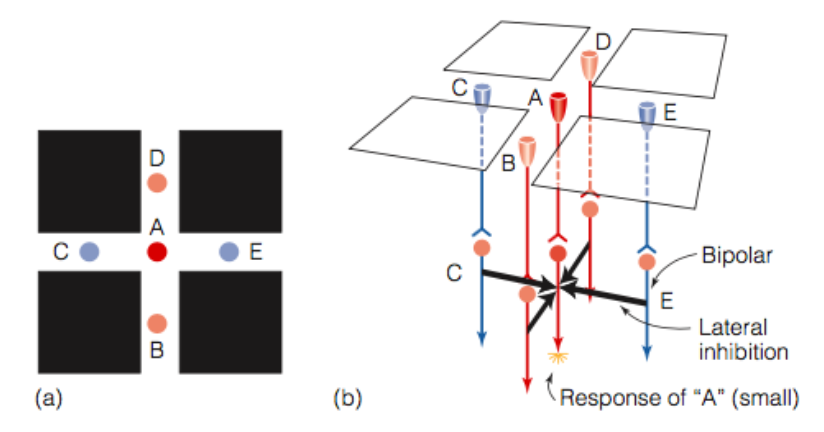 D
A
C
E
B
(a)
D
C
A
E
B
C
E
Bipolar
Lateral
inhibition
Response of “A” (small)
(b)